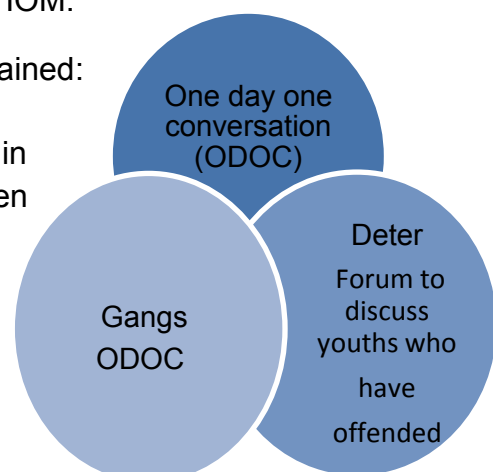 IOM.
ained:
in
en
One day one
conversation
(ODOC)
Gangs
ODOC
Deter
Forum to
discuss
youths who
have
offended